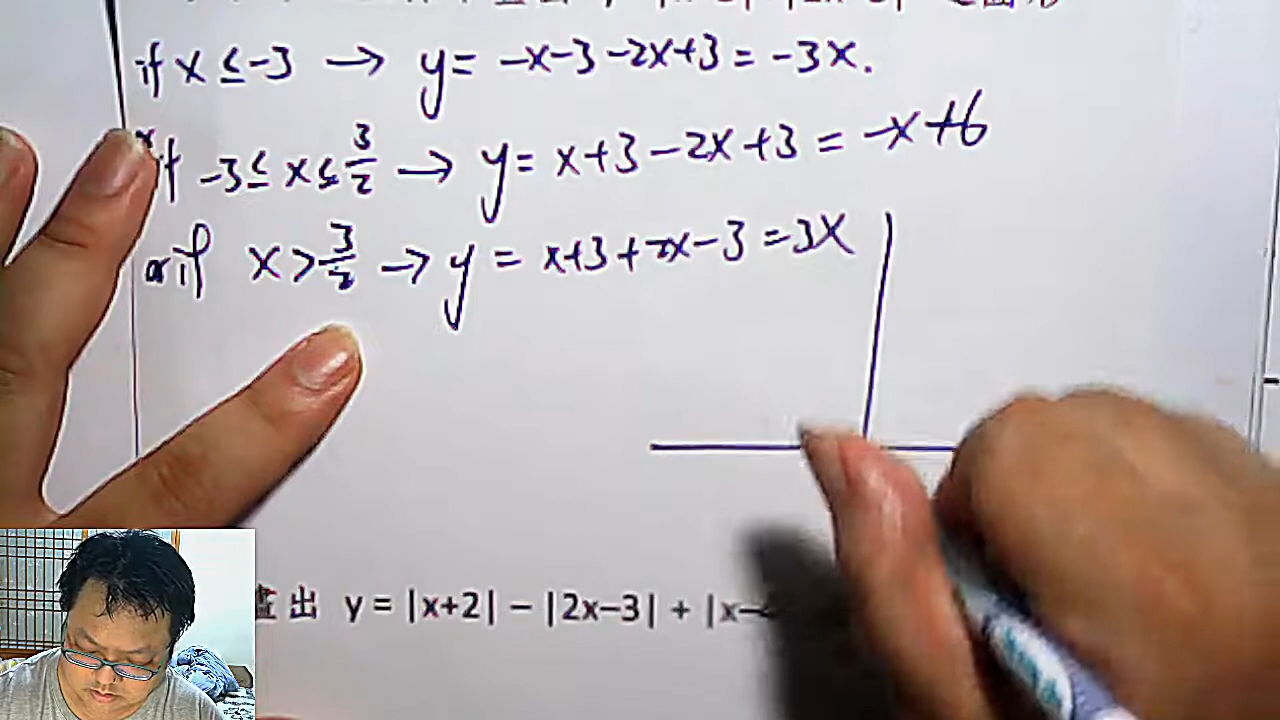 if x ≤ -3 → y = -x-3-2x+3 = -3x.
if -3 ≤ x ≤ 3/2 → y = x+3-2x+3 = -x+6
if x > 3/2 → y = x+3+2x-3 = 3x
畫出 y = |x+2| − |2x−3| + |x−